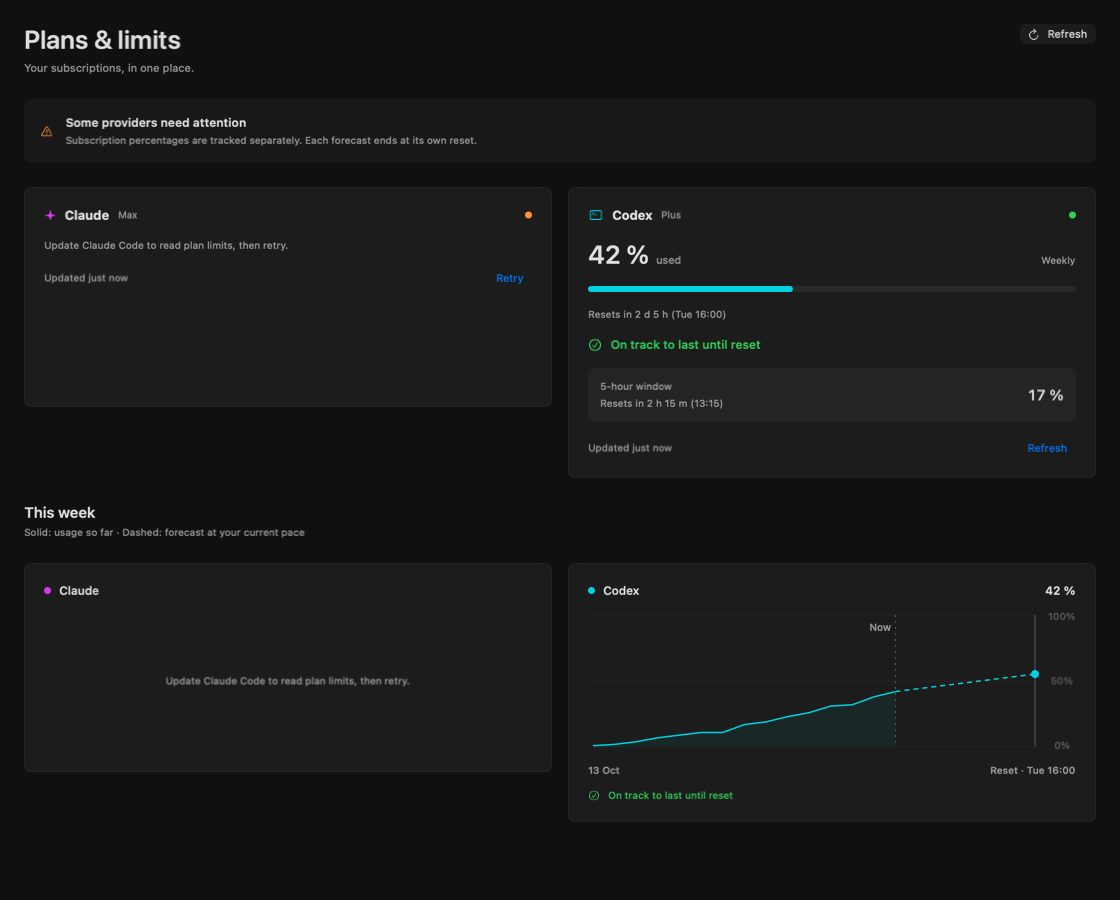 Plans & limits
Refresh
Your subscriptions, in one place.
Some providers need attention
Subscription percentages are tracked separately. Each forecast ends at its own reset.
Claude Max
Update Claude Code to read plan limits, then retry.
Updated just now
Retry
Codex Plus
42 % used
Weekly
Resets in 2 d 5 h (Tue 16:00)
On track to last until reset
5-hour window
Resets in 2 h 15 m (13:15)
17 %
Updated just now
Refresh
This week
Solid: usage so far · Dashed: forecast at your current pace
Claude
Update Claude Code to read plan limits, then retry.
Codex
42 %
100%
Now
50%
0%
13 Oct
Reset · Tue 16:00
On track to last until reset